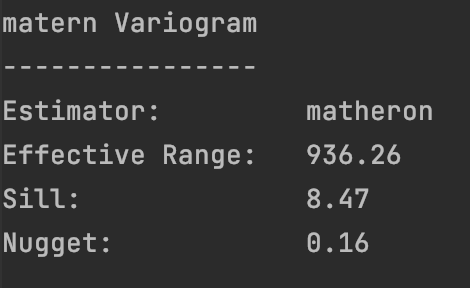 matern Variogram
----------------
Estimator: matheron
Effective Range: 936.26
Sill: 8.47
Nugget: 0.16